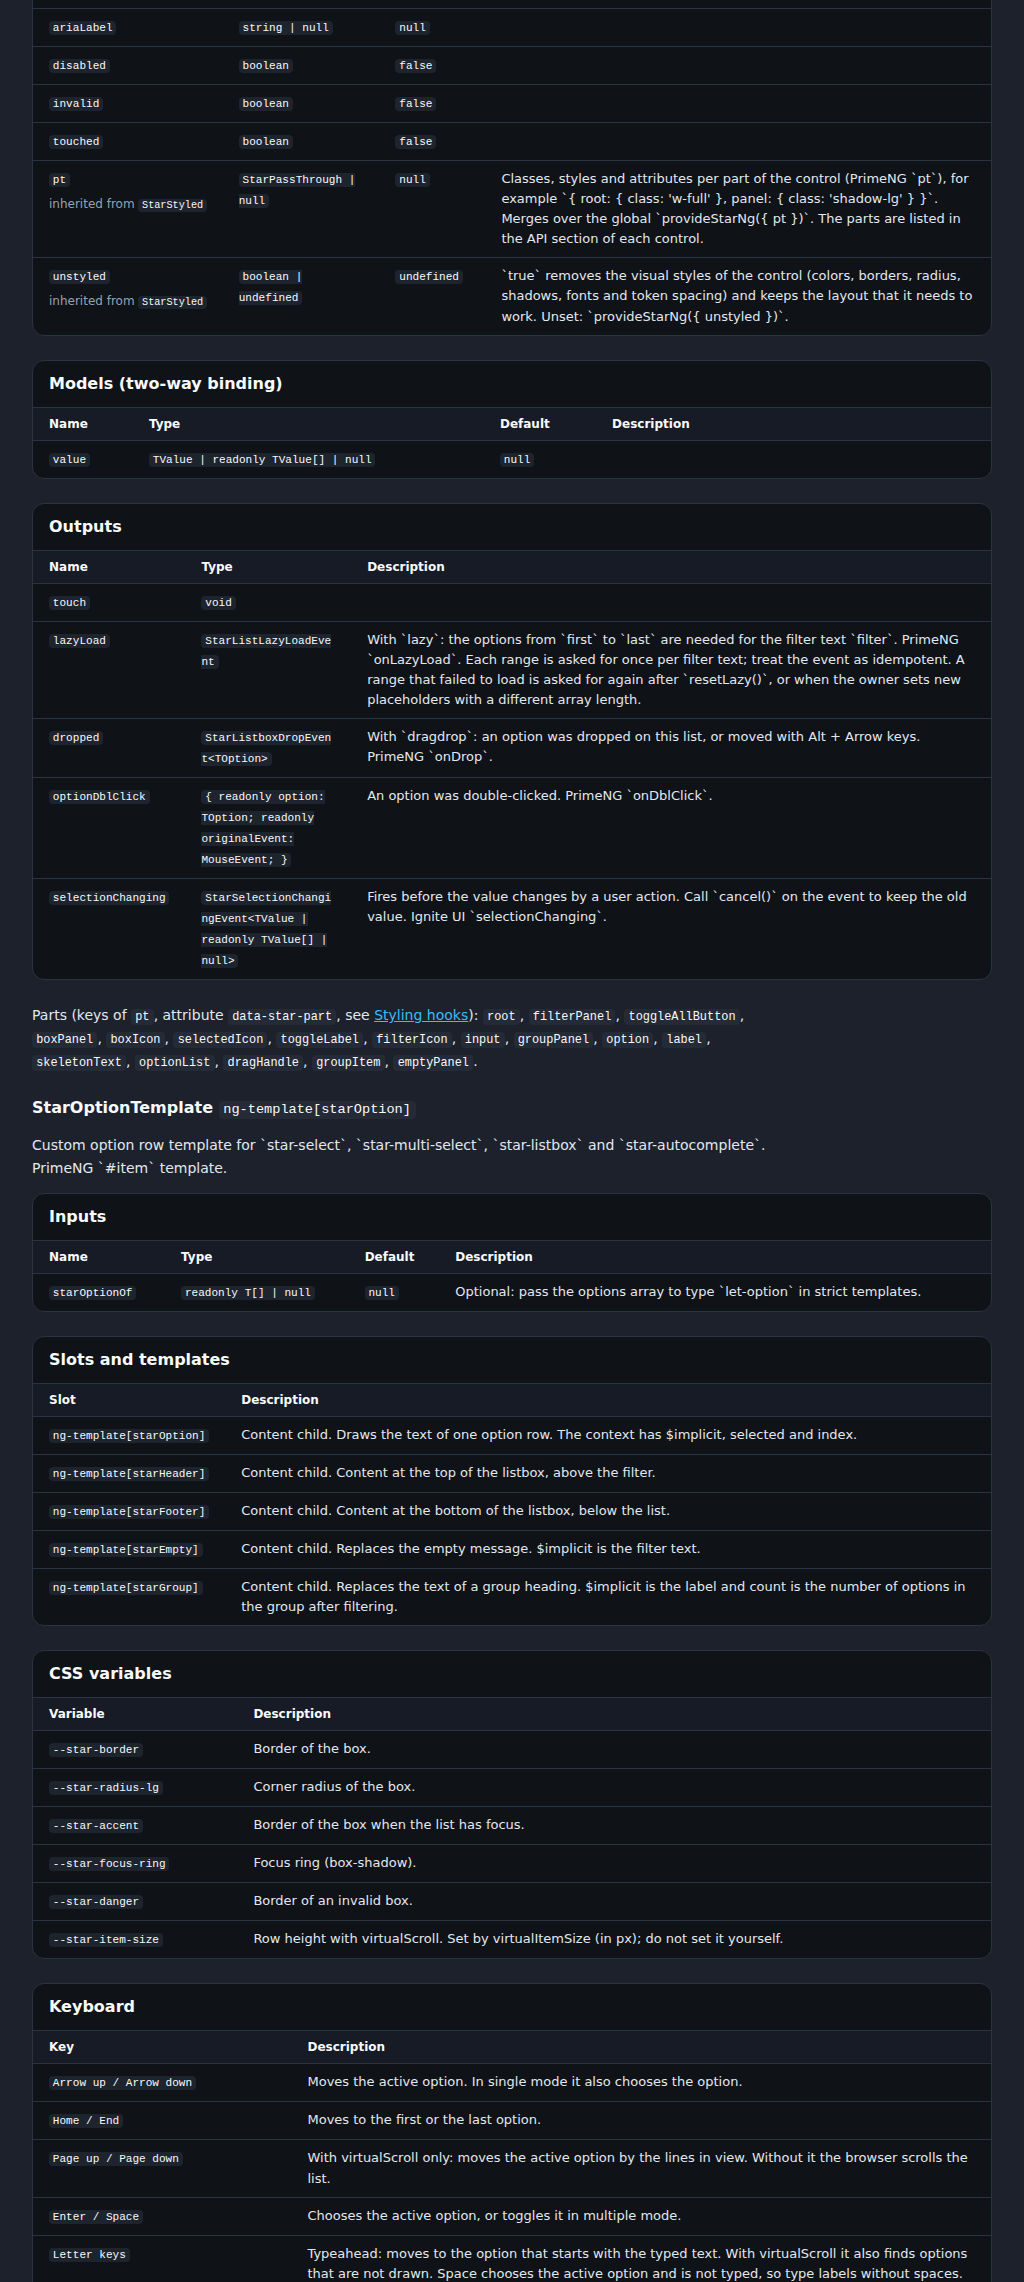 ariaLabel string | null null
disabled boolean false
invalid boolean false
touched boolean false
pt StarPassThrough | null Classes, styles and attributes per part of the control (PrimeNG `pt`), for
inherited from StarStyled null example `{ root: { class: 'w-full' }, panel: { class: 'shadow-lg' } }`.
Merges over the global `provideStarNg({ pt })`. The parts are listed in
the API section of each control.
unstyled boolean | undefined `true` removes the visual styles of the control (colors, borders, radius,
inherited from StarStyled undefined shadows, fonts and token spacing) and keeps the layout that it needs to
work. Unset: `provideStarNg({ unstyled })`.
Models (two-way binding)
Name Type Default Description
value TValue | readonly TValue[] | null null
Outputs
Name Type Description
touch void
lazyLoad StarListLazyLoadEve With `lazy`: the options from `first` to `last` are needed for the filter text `filter`. PrimeNG
nt `onLazyLoad`. Each range is asked for once per filter text; treat the event as idempotent. A
range that failed to load is asked for again after `resetLazy()`, or when the owner sets new
placeholders with a different array length.
dropped StarListboxDropEven With `dragdrop`: an option was dropped on this list, or moved with Alt + Arrow keys.
t<TOption> PrimeNG `onDrop`.
optionDblClick { readonly option: An option was double-clicked. PrimeNG `onDblClick`.
TOption; readonly
originalEvent:
MouseEvent; }
selectionChanging StarSelectionChangi Fires before the value changes by a user action. Call `cancel()` on the event to keep the old
ngEvent<TValue | value. Ignite UI `selectionChanging`.
readonly TValue[] |
null>
Parts (keys of pt, attribute data-star-part, see Styling hooks): root, filterPanel, toggleAllButton,
boxPanel, boxIcon, selectedIcon, toggleLabel, filterIcon, input, groupPanel, option, label,
skeletonText, optionList, dragHandle, groupItem, emptyPanel.
StarOptionTemplate ng-template[starOption]
Custom option row template for `star-select`, `star-multi-select`, `star-listbox` and `star-autocomplete`.
PrimeNG `#item` template.
Inputs
Name Type Default Description
starOptionOf readonly T[] | null null Optional: pass the options array to type `let-option` in strict templates.
Slots and templates
Slot Description
ng-template[starOption] Content child. Draws the text of one option row. The context has $implicit, selected and index.
ng-template[starHeader] Content child. Content at the top of the listbox, above the filter.
ng-template[starFooter] Content child. Content at the bottom of the listbox, below the list.
ng-template[starEmpty] Content child. Replaces the empty message. $implicit is the filter text.
ng-template[starGroup] Content child. Replaces the text of a group heading. $implicit is the label and count is the number of options in
the group after filtering.
CSS variables
Variable Description
--star-border Border of the box.
--star-radius-lg Corner radius of the box.
--star-accent Border of the box when the list has focus.
--star-focus-ring Focus ring (box-shadow).
--star-danger Border of an invalid box.
--star-item-size Row height with virtualScroll. Set by virtualItemSize (in px); do not set it yourself.
Keyboard
Key Description
Arrow up / Arrow down Moves the active option. In single mode it also chooses the option.
Home / End Moves to the first or the last option.
Page up / Page down With virtualScroll only: moves the active option by the lines in view. Without it the browser scrolls the
list.
Enter / Space Chooses the active option, or toggles it in multiple mode.
Letter keys Typeahead: moves to the option that starts with the typed text. With virtualScroll it also finds options
that are not drawn. Space chooses the active option and is not typed, so type labels without spaces.